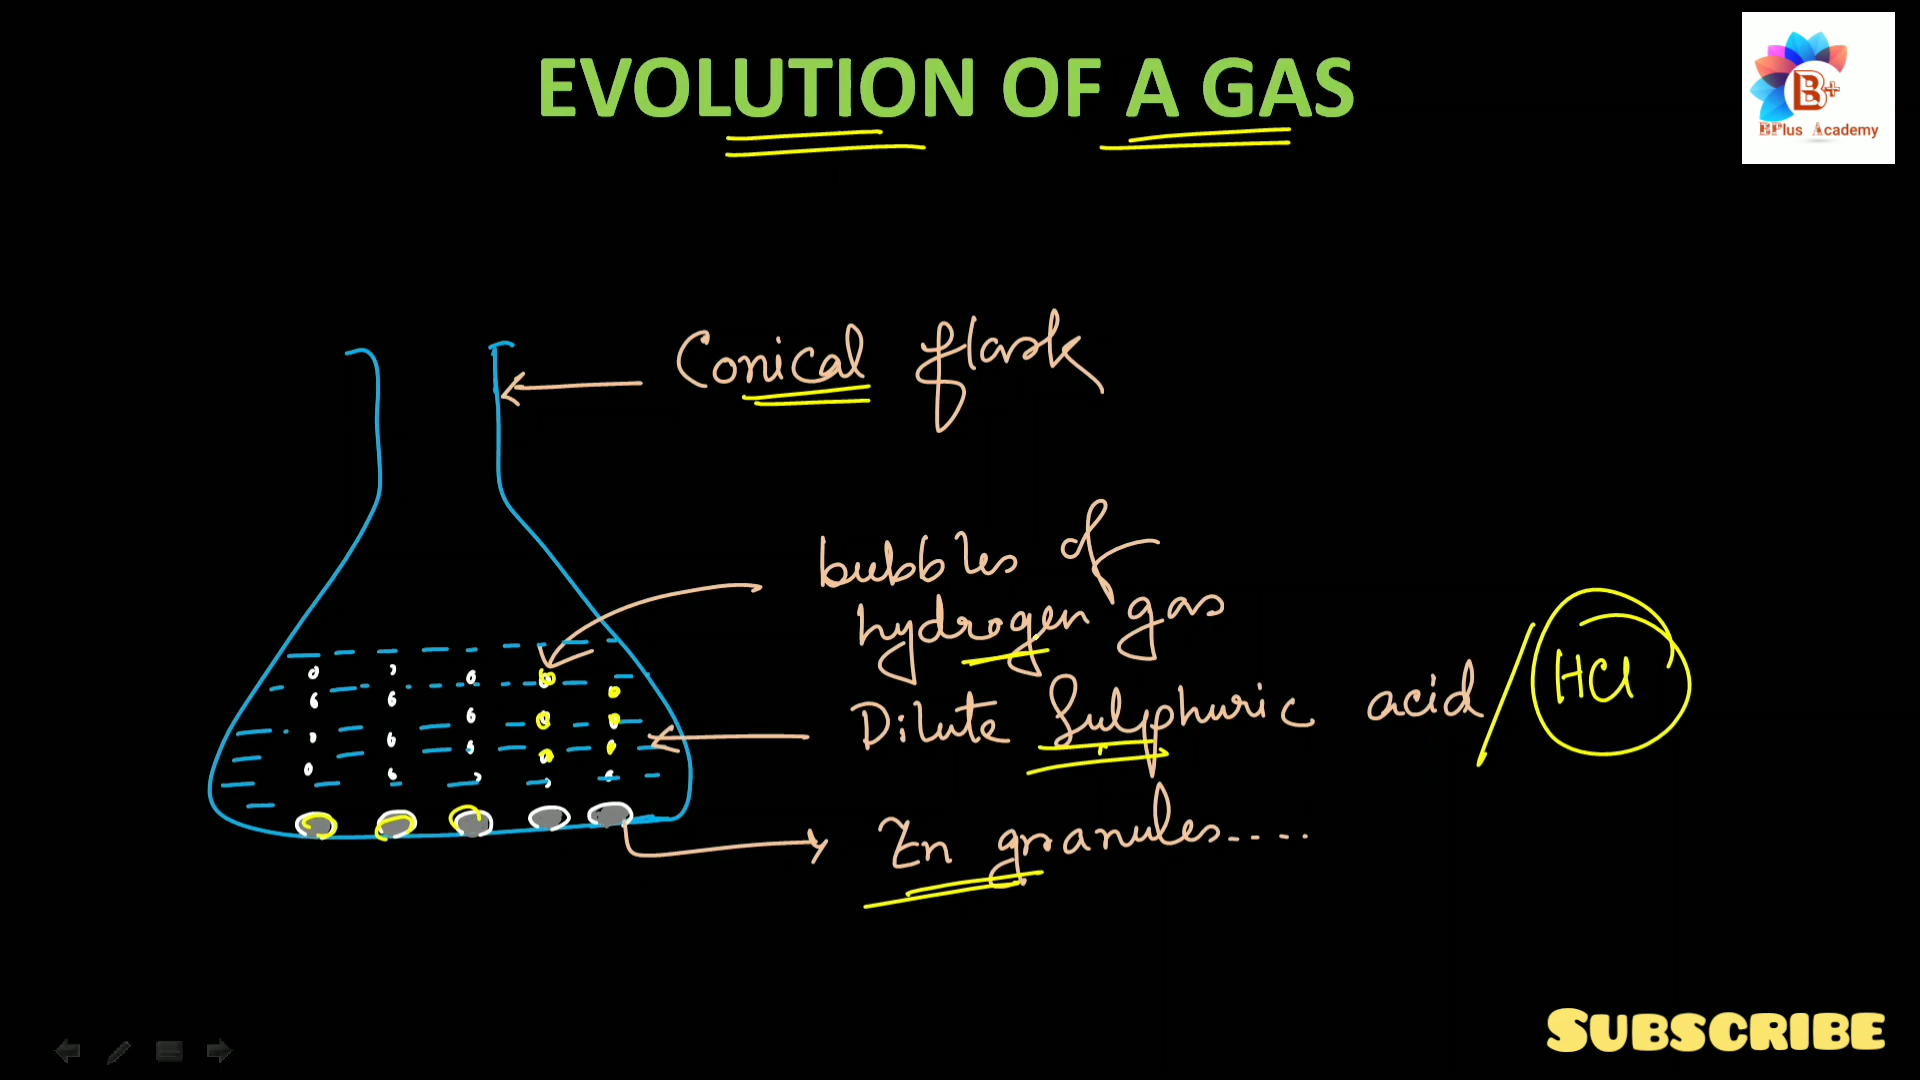 EVOLUTION OF A GAS
B+
BPlus Academy
Conical flask
bubbles of
hydrogen gas
Dilute Sulphuric acid / HCl
Zn granules....
SUBSCRIBE